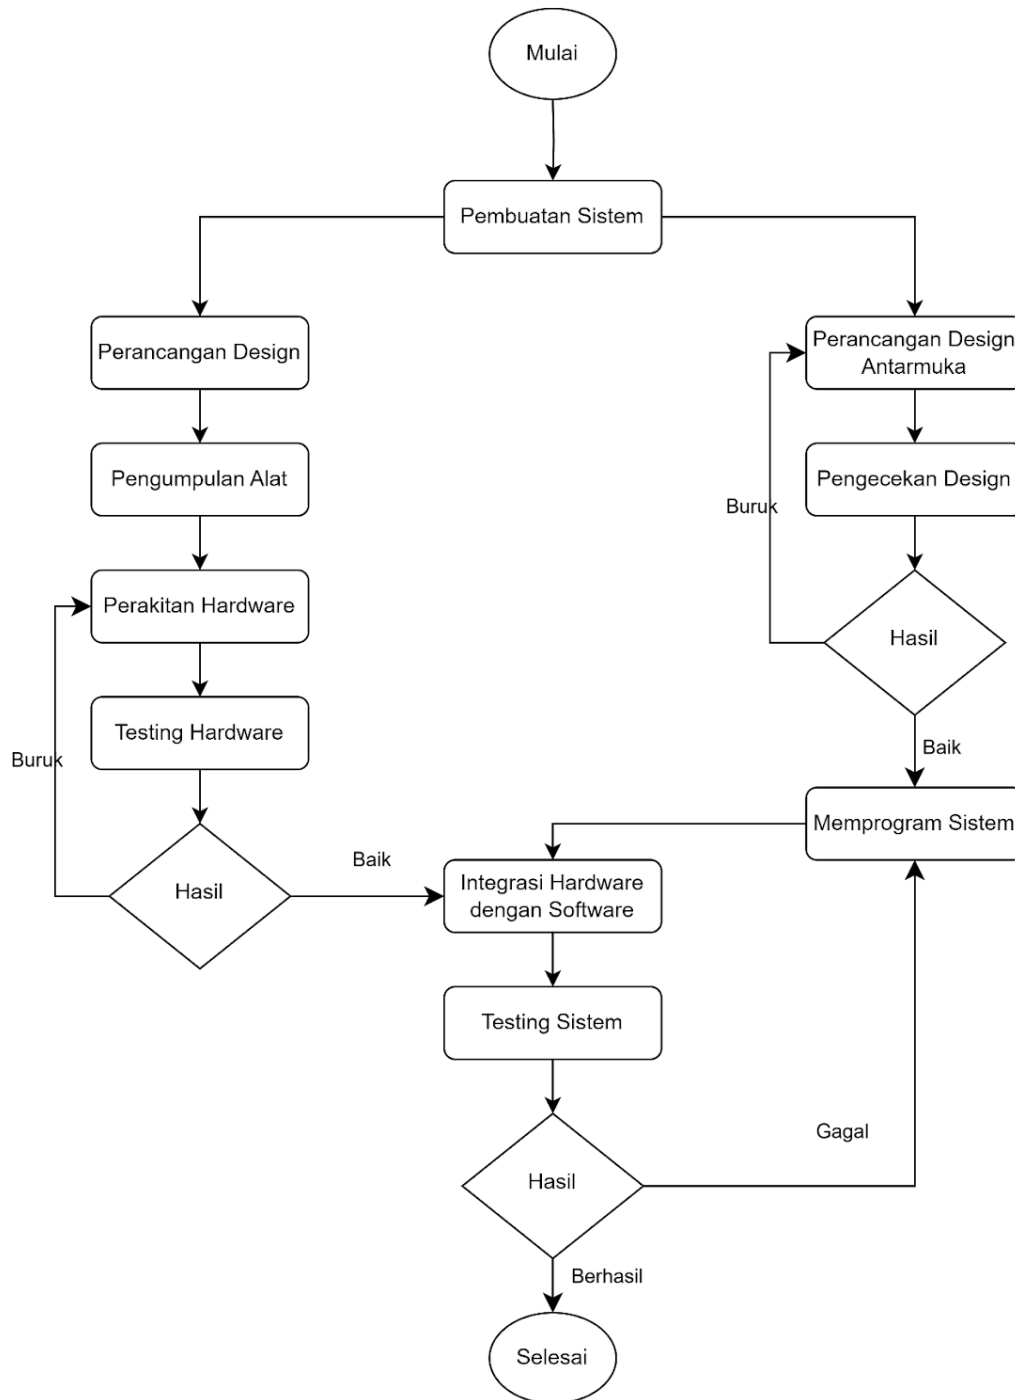 Mulai
Pembuatan Sistem
Perancangan Design
Perancangan Design
Antarmuka
Pengumpulan Alat
Pengecekan Design
Buruk
Perakitan Hardware
Hasil
Testing Hardware
Buruk
Baik
Memprogram Sistem
Baik
Hasil
Integrasi Hardware
dengan Software
Testing Sistem
Gagal
Hasil
Berhasil
Selesai